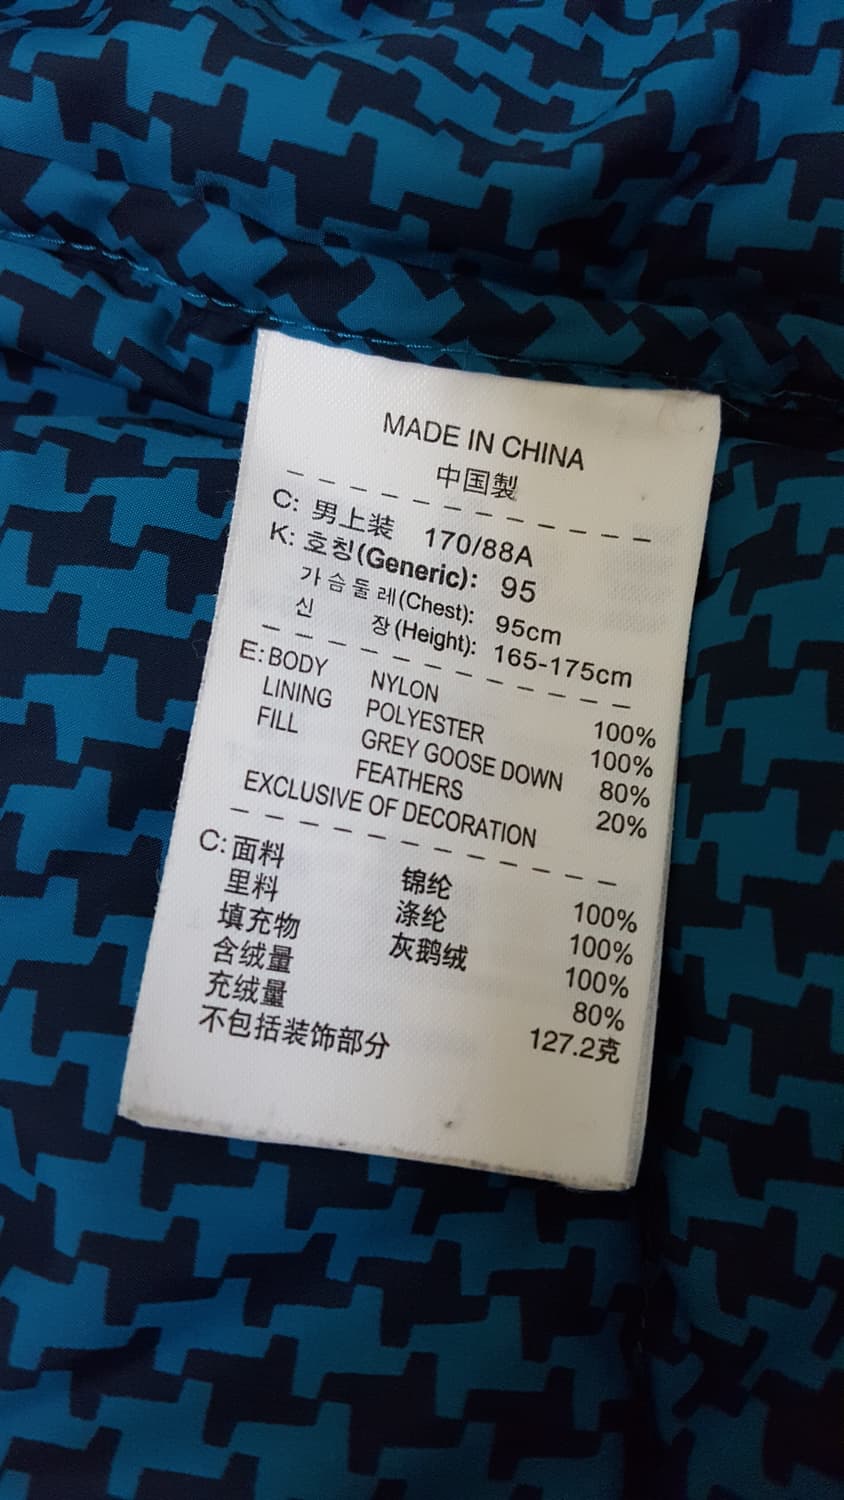 MADE IN CHINA
中国製
C: 男上装 170/88A
K: 호칭(Generic): 95
가슴둘레(Chest): 95cm
신 장(Height): 165-175cm
E: BODY NYLON 100%
LINING POLYESTER 100%
FILL GREY GOOSE DOWN 80%
FEATHERS 20%
EXCLUSIVE OF DECORATION
C: 面料 锦纶 100%
里料 涤纶 100%
填充物 灰鹅绒 100%
含绒量 80%
充绒量 127.2克
不包括装饰部分